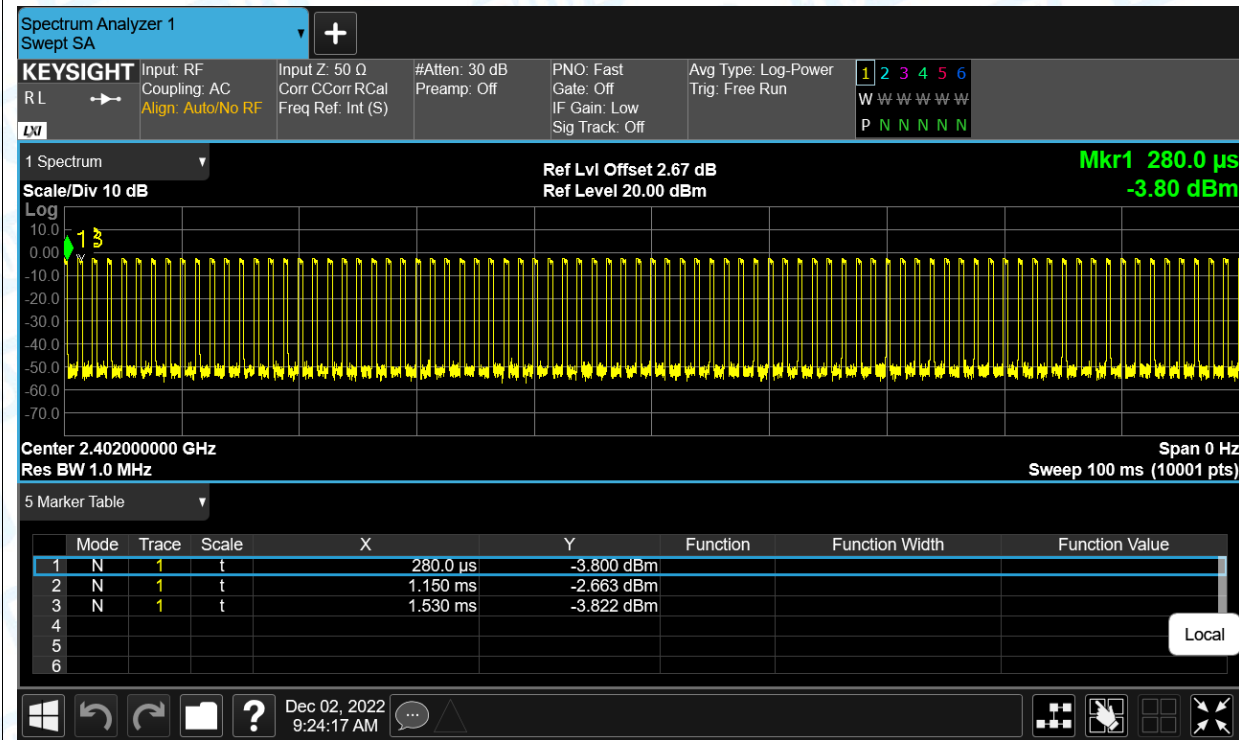 Spectrum Analyzer 1
Swept SA
+
KEYSIGHT
R L
LXI
Input: RF
Coupling: AC
Align: Auto/No RF
Input Z: 50 Ω
Corr CCorr RCal
Freq Ref: Int (S)
#Atten: 30 dB
Preamp: Off
PNO: Fast
Gate: Off
IF Gain: Low
Sig Track: Off
Avg Type: Log-Power
Trig: Free Run
1 2 3 4 5 6
W W W W W W
P N N N N N
1 Spectrum
Scale/Div 10 dB
Ref Lvl Offset 2.67 dB
Ref Level 20.00 dBm
Mkr1 280.0 µs
-3.80 dBm
Log
10.0
0.00
-10.0
-20.0
-30.0
-40.0
-50.0
-60.0
-70.0
1 3
Center 2.402000000 GHz
Res BW 1.0 MHz
Span 0 Hz
Sweep 100 ms (10001 pts)
5 Marker Table
Mode Trace Scale X Y Function Function Width Function Value
1 N 1 t 280.0 µs -3.800 dBm
2 N 1 t 1.150 ms -2.663 dBm
3 N 1 t 1.530 ms -3.822 dBm
4
5
6
Local
?
Dec 02, 2022
9:24:17 AM